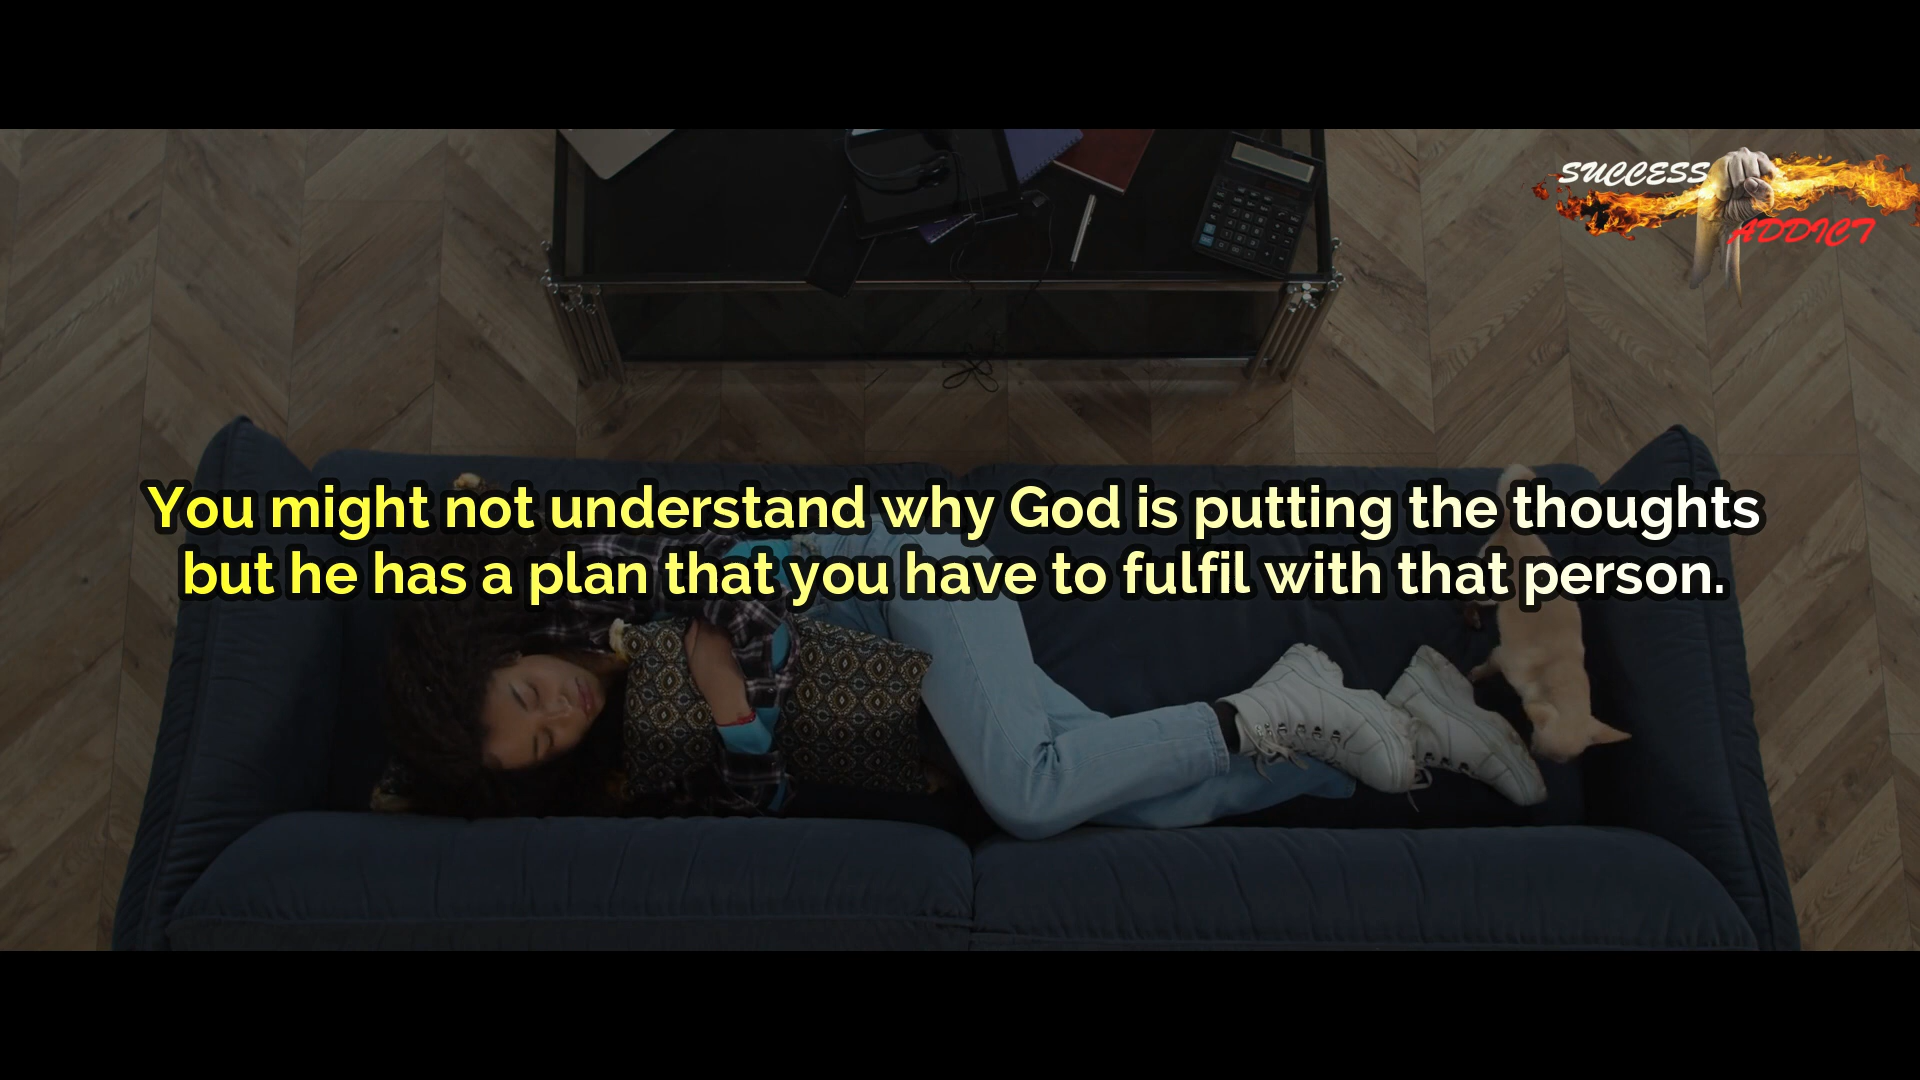 SUCCESS
ADDICT
You might not understand why God is putting the thoughts
but he has a plan that you have to fulfil with that person.